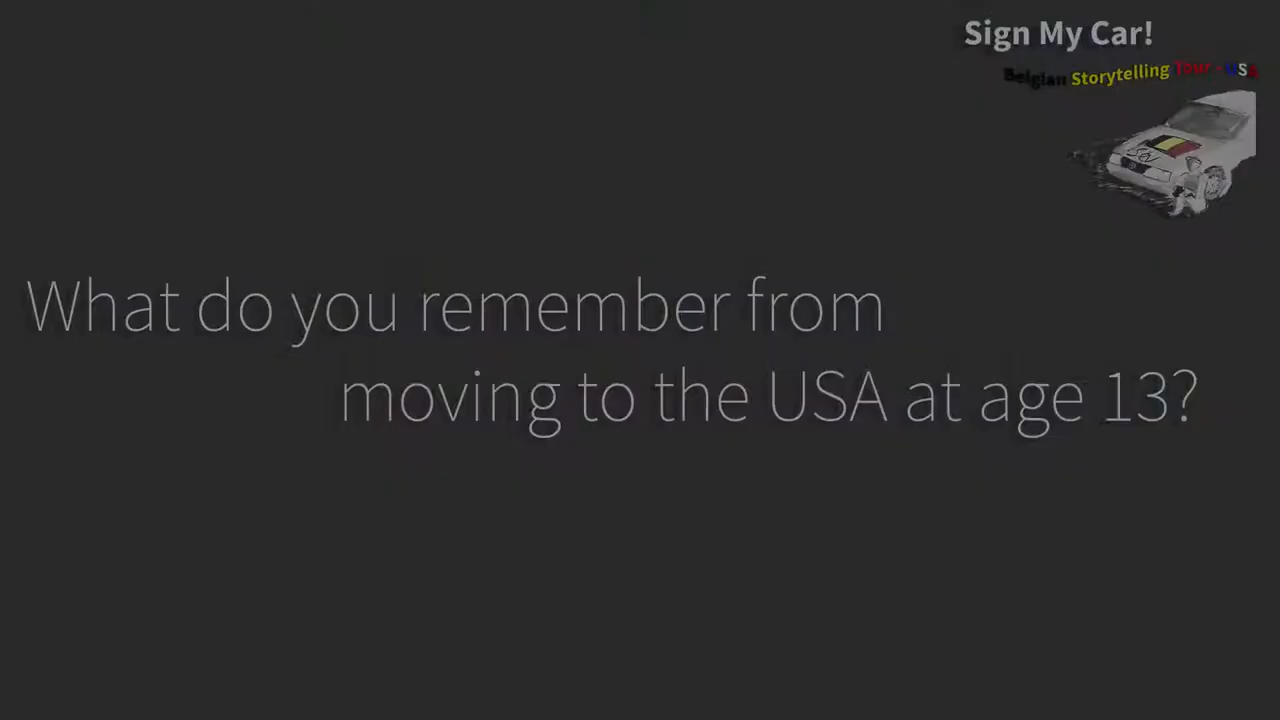 Sign My Car!
Belgian Storytelling Tour - USA
What do you remember from
moving to the USA at age 13?